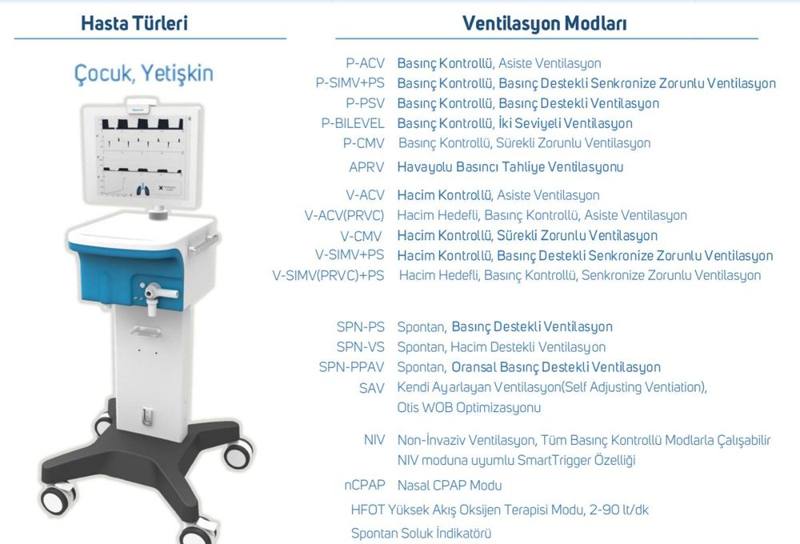 Hasta Türleri
Çocuk, Yetişkin
Ventilasyon Modları
P-ACV Basınç Kontrollü, Asiste Ventilasyon
P-SIMV+PS Basınç Kontrollü, Basınç Destekli Senkronize Zorunlu Ventilasyon
P-PSV Basınç Kontrollü, Basınç Destekli Ventilasyon
P-BILEVEL Basınç Kontrollü, İki Seviyeli Ventilasyon
P-CMV Basınç Kontrollü, Sürekli Zorunlu Ventilasyon
APRV Havayolu Basıncı Tahliye Ventilasyonu
V-ACV Hacim Kontrollü, Asiste Ventilasyon
V-ACV(PRVC) Hacim Hedefli, Basınç Kontrollü, Asiste Ventilasyon
V-CMV Hacim Kontrollü, Sürekli Zorunlu Ventilasyon
V-SIMV+PS Hacim Kontrollü, Basınç Destekli Senkronize Zorunlu Ventilasyon
V-SIMV(PRVC)+PS Hacim Hedefli, Basınç Kontrollü, Senkronize Zorunlu Ventilasyon
SPN-PS Spontan, Basınç Destekli Ventilasyon
SPN-VS Spontan, Hacim Destekli Ventilasyon
SPN-PPAV Spontan, Oransal Basınç Destekli Ventilasyon
SAV Kendi Ayarlayan Ventilasyon(Self Adjusting Ventiation),
Otis WOB Optimizasyonu
NIV Non-İnvaziv Ventilasyon, Tüm Basınç Kontrollü Modlarla Çalışabilir
NIV moduna uyumlu SmartTrigger Özelliği
nCPAP Nasal CPAP Modu
HFOT Yüksek Akış Oksijen Terapisi Modu, 2-90 lt/dk
Spontan Soluk İndikatörü